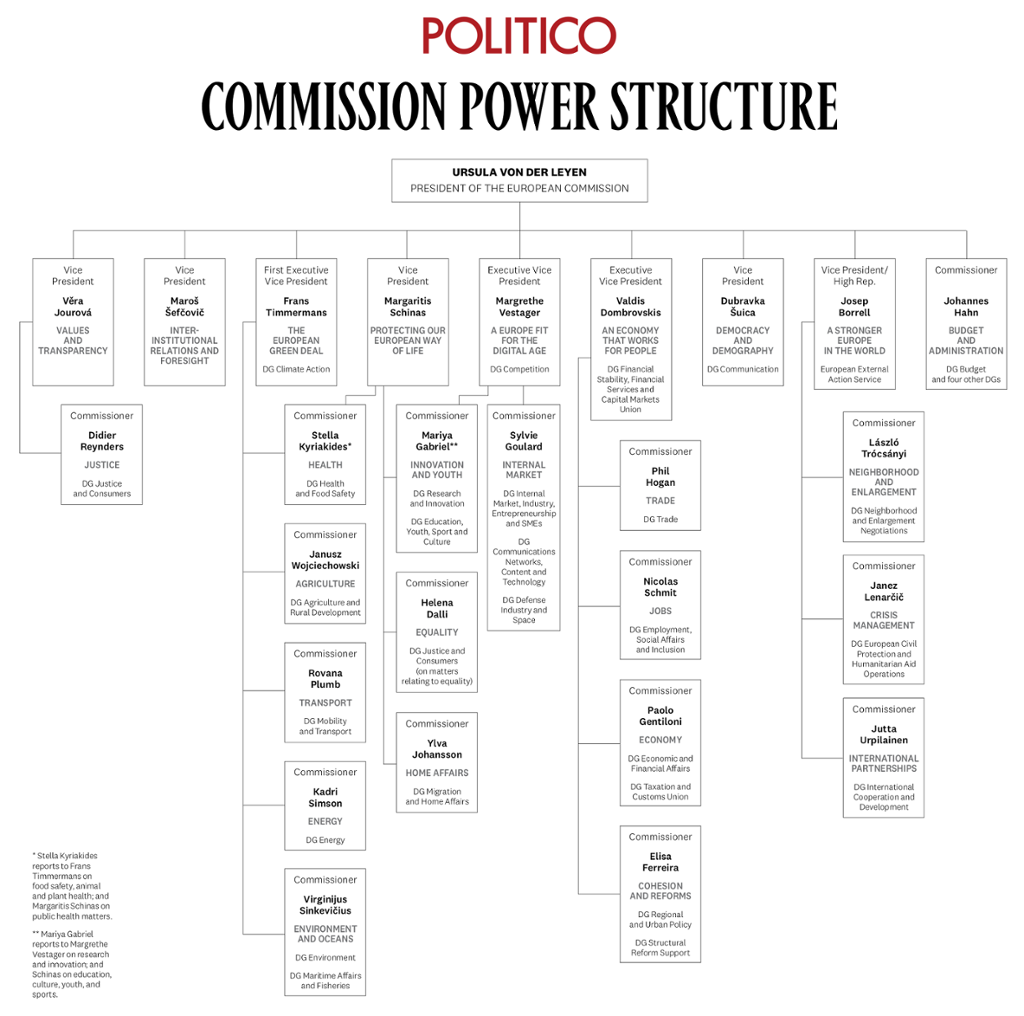 POLITICO
COMMISSION POWER STRUCTURE
URSULA VON DER LEYEN
PRESIDENT OF THE EUROPEAN COMMISSION
Vice
President
Věra
Jourová
VALUES
AND
TRANSPARENCY
Vice
President
Maroš
Šefčovič
INTER-
INSTITUTIONAL
RELATIONS AND
FORESIGHT
First Executive
Vice President
Frans
Timmermans
THE
EUROPEAN
GREEN DEAL
DG Climate Action
Vice
President
Margaritis
Schinas
PROTECTING OUR
EUROPEAN WAY
OF LIFE
Executive Vice
President
Margrethe
Vestager
A EUROPE FIT
FOR THE
DIGITAL AGE
DG Competition
Executive
Vice President
Valdis
Dombrovskis
AN ECONOMY
THAT WORKS
FOR PEOPLE
DG Financial
Stability, Financial
Services and
Capital Markets
Union
Vice
President
Dubravka
Šuica
DEMOCRACY
AND
DEMOGRAPHY
DG Communication
Vice President/
High Rep.
Josep
Borrell
A STRONGER
EUROPE
IN THE WORLD
European External
Action Service
Commissioner
Johannes
Hahn
BUDGET
AND
ADMINISTRATION
DG Budget
and four other DGs
Commissioner
Didier
Reynders
JUSTICE
DG Justice
and Consumers
Commissioner
Stella
Kyriakides*
HEALTH
DG Health
and Food Safety
Commissioner
Janusz
Wojciechowski
AGRICULTURE
DG Agriculture and
Rural Development
Commissioner
Rovana
Plumb
TRANSPORT
DG Mobility
and Transport
Commissioner
Kadri
Simson
ENERGY
DG Energy
Commissioner
Virginijus
Sinkevičius
ENVIRONMENT
AND OCEANS
DG Environment
DG Maritime Affairs
and Fisheries
Commissioner
Mariya
Gabriel**
INNOVATION
AND YOUTH
DG Research
and Innovation
DG Education,
Youth, Sport and
Culture
Commissioner
Helena
Dalli
EQUALITY
DG Justice and
Consumers
(on matters
relating to equality)
Commissioner
Ylva
Johansson
HOME AFFAIRS
DG Migration
and Home Affairs
Commissioner
Sylvie
Goulard
INTERNAL
MARKET
DG Internal
Market, Industry,
Entrepreneurship
and SMEs
DG
Communications
Networks,
Content and
Technology
DG Defense
Industry and
Space
Commissioner
Phil
Hogan
TRADE
DG Trade
Commissioner
Nicolas
Schmit
JOBS
DG Employment,
Social Affairs
and Inclusion
Commissioner
Paolo
Gentiloni
ECONOMY
DG Economic and
Financial Affairs
DG Taxation and
Customs Union
Commissioner
Elisa
Ferreira
COHESION
AND REFORMS
DG Regional
and Urban Policy
DG Structural
Reform Support
Commissioner
László
Trócsányi
NEIGHBORHOOD
AND
ENLARGEMENT
DG Neighborhood
and Enlargement
Negotiations
Commissioner
Janez
Lenarčič
CRISIS
MANAGEMENT
DG European Civil
Protection and
Humanitarian Aid
Operations
Commissioner
Jutta
Urpilainen
INTERNATIONAL
PARTNERSHIPS
DG International
Cooperation and
Development
* Stella Kyriakides
reports to Frans
Timmermans on
food safety, animal
and plant health; and
Margaritis Schinas on
public health matters.
** Mariya Gabriel
reports to Margrethe
Vestager on research
and innovation; and
Schinas on education,
culture, youth, and
sports.